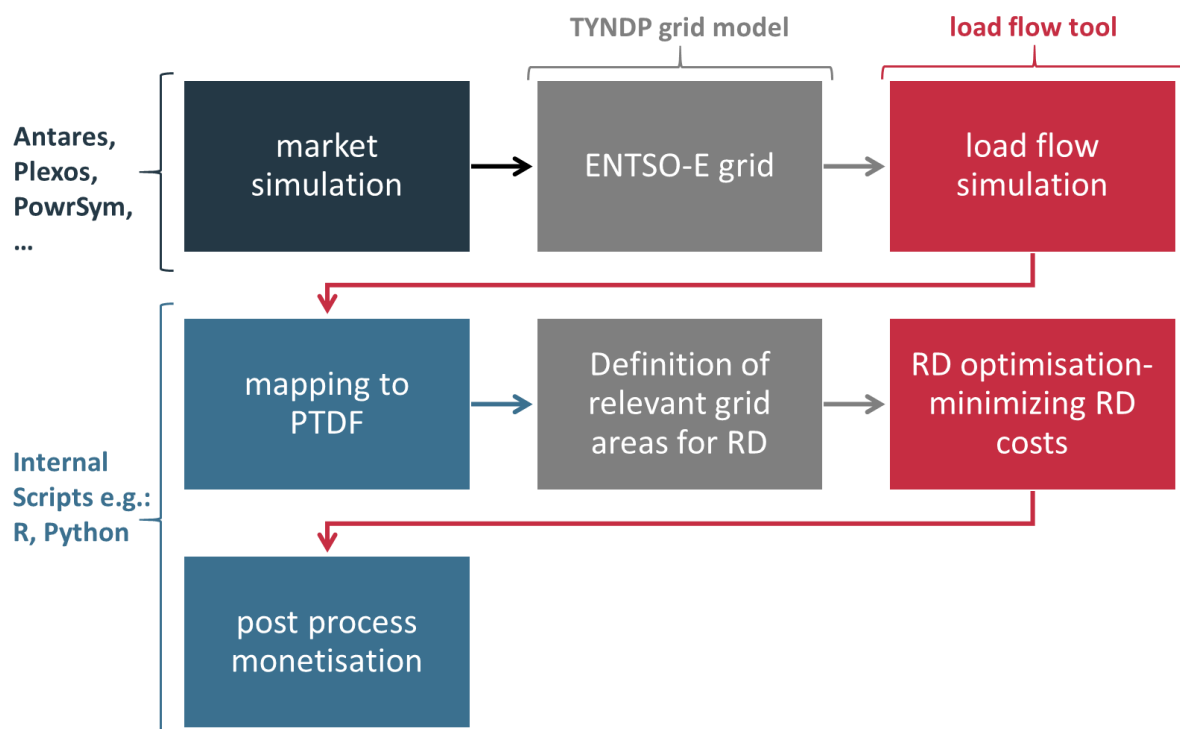 TYNDP grid model
load flow tool
Antares,
Plexos,
PowrSym,
…
market
simulation
ENTSO-E grid
load flow
simulation
Internal
Scripts e.g.:
R, Python
mapping to
PTDF
Definition of
relevant grid
areas for RD
RD optimisation-
minimizing RD
costs
post process
monetisation